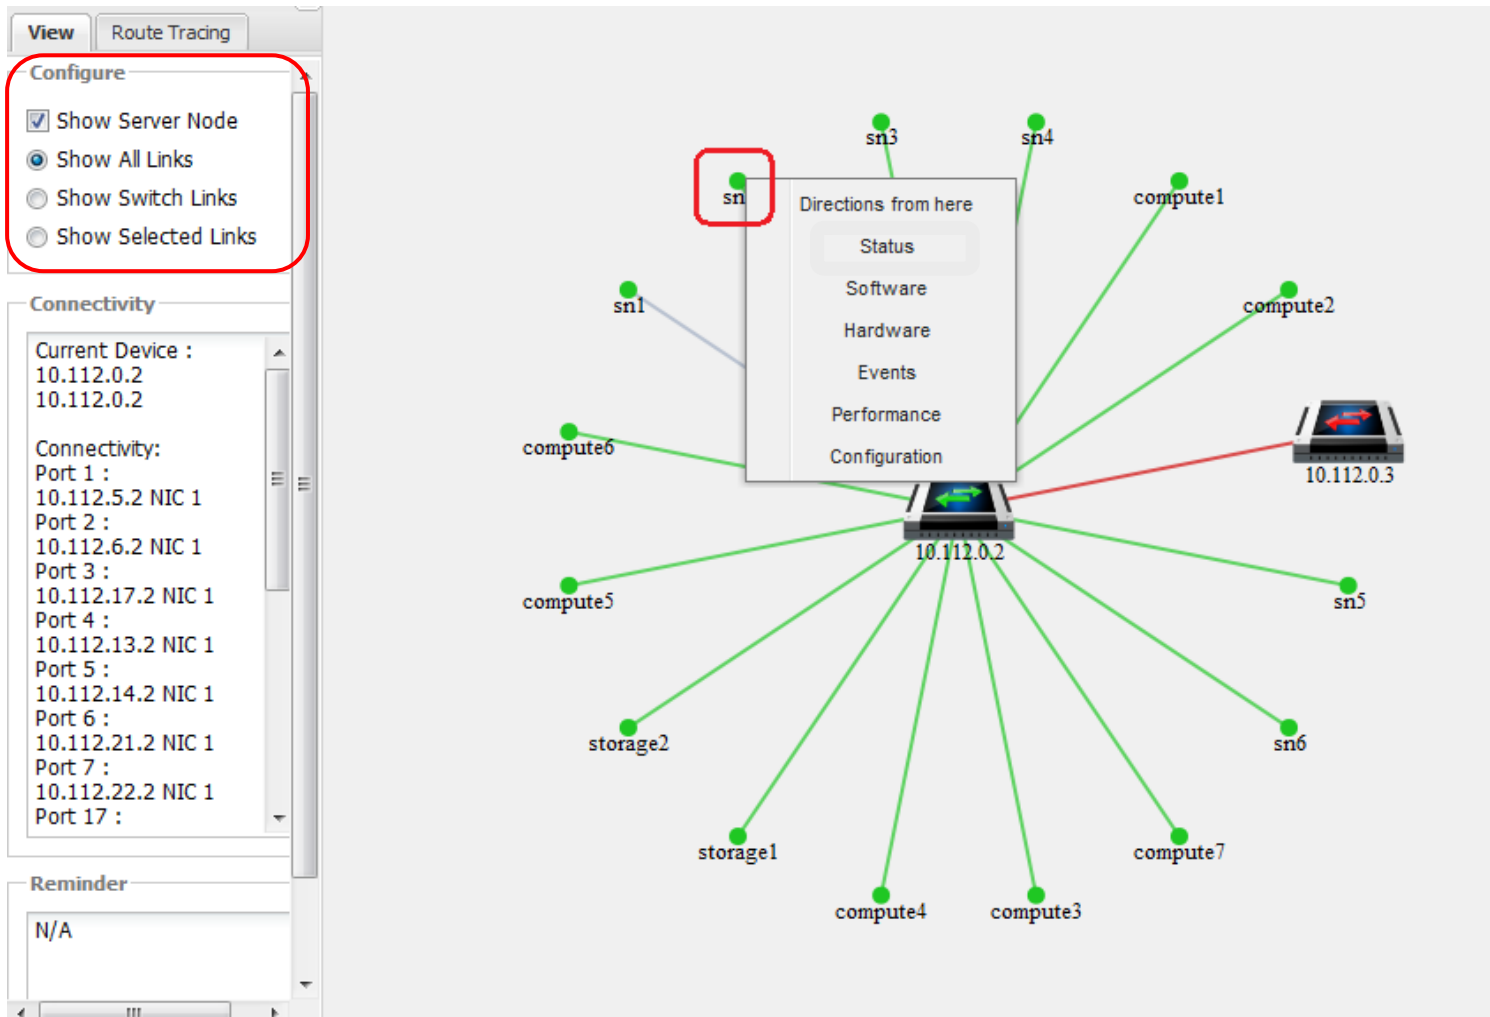 View
Route Tracing
Configure
Show Server Node
Show All Links
Show Switch Links
Show Selected Links
Connectivity
Current Device :
10.112.0.2
10.112.0.2
Connectivity:
Port 1 :
10.112.5.2 NIC 1
Port 2 :
10.112.6.2 NIC 1
Port 3 :
10.112.17.2 NIC 1
Port 4 :
10.112.13.2 NIC 1
Port 5 :
10.112.14.2 NIC 1
Port 6 :
10.112.21.2 NIC 1
Port 7 :
10.112.22.2 NIC 1
Port 17 :
Reminder
N/A
sn3
sn4
sn
compute1
Directions from here
Status
Software
Hardware
Events
Performance
Configuration
sn1
compute2
compute6
10.112.0.3
10.112.0.2
compute5
sn5
storage2
sn6
storage1
compute7
compute4
compute3